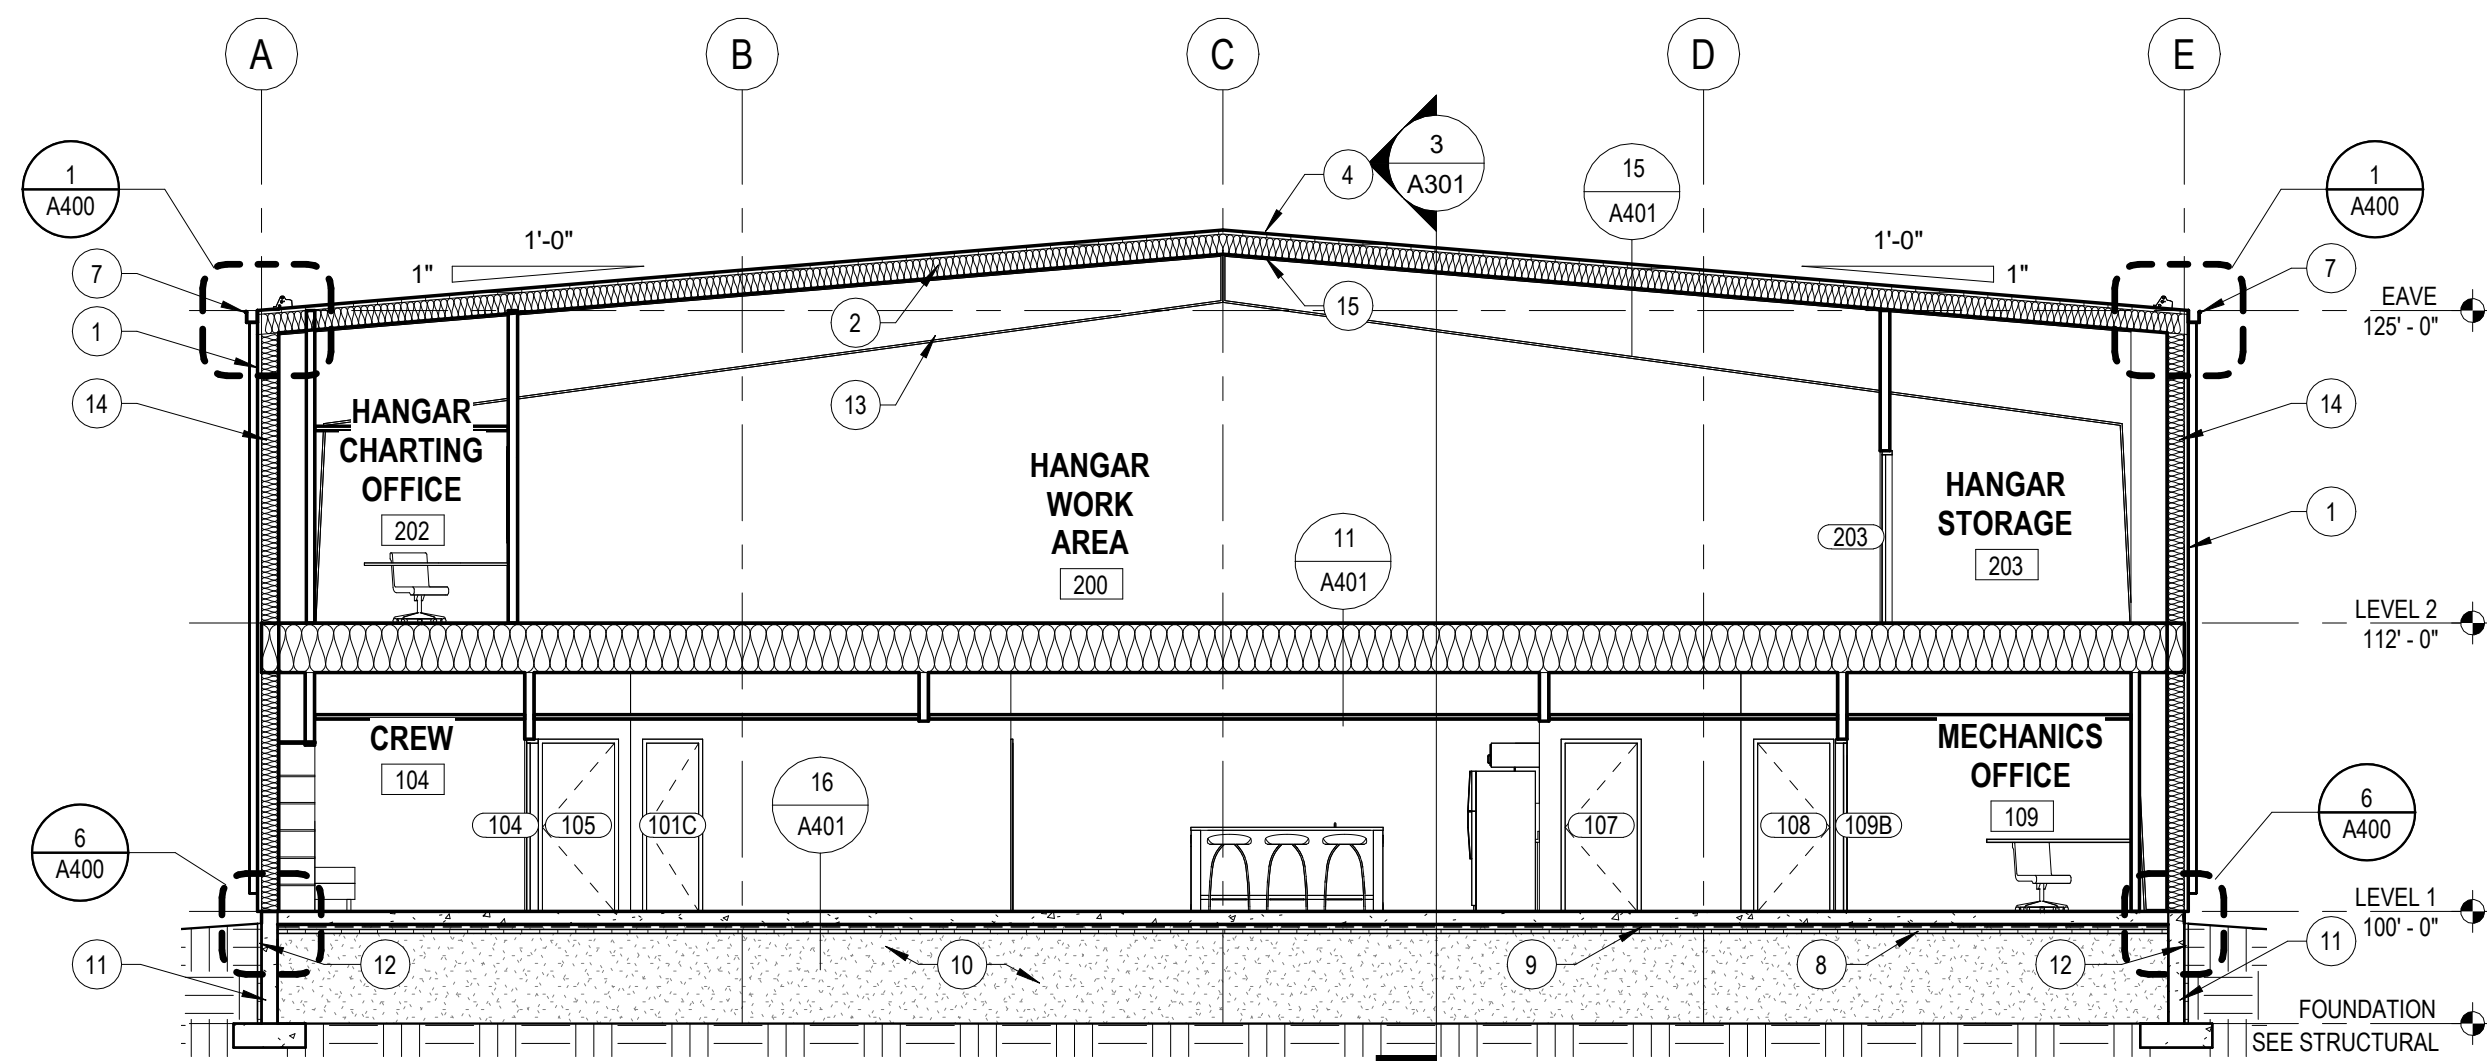 A
B
C
D
E
1
A400
3
A301
4
15
A401
1
A400
1'-0"
1"
1'-0"
1"
7
7
EAVE
125' - 0"
2
15
1
13
14
14
HANGAR
CHARTING
OFFICE
202
HANGAR
WORK
AREA
200
HANGAR
STORAGE
203
203
1
11
A401
LEVEL 2
112' - 0"
CREW
104
MECHANICS
OFFICE
109
16
A401
104
105
101C
107
108
109B
6
A400
6
A400
LEVEL 1
100' - 0"
11
12
10
9
8
12
11
FOUNDATION
SEE STRUCTURAL